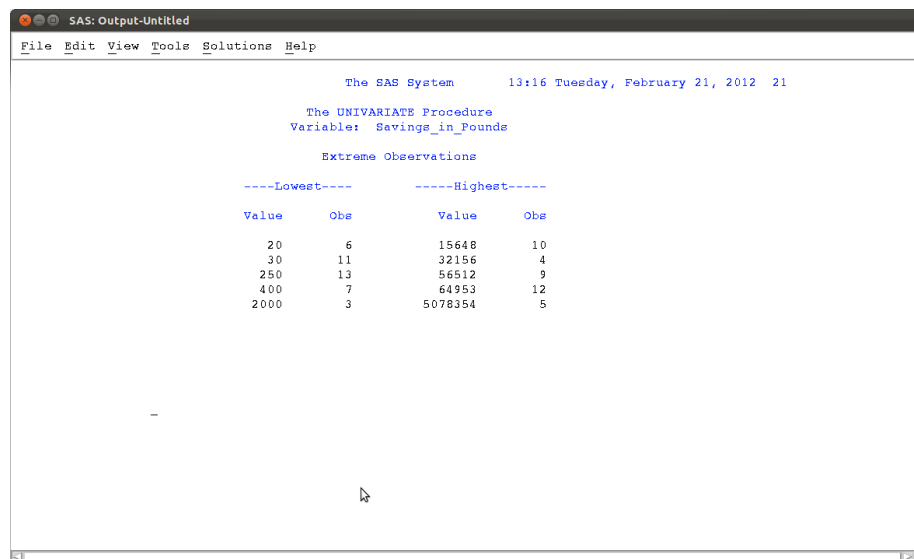 SAS: Output-Untitled
File Edit View Tools Solutions Help
The SAS System 13:16 Tuesday, February 21, 2012 21
The UNIVARIATE Procedure
Variable: Savings_in_Pounds
Extreme Observations
----Lowest---- -----Highest-----
Value Obs Value Obs
20 6 15648 10
30 11 32156 4
250 13 56512 9
400 7 64953 12
2000 3 5078354 5